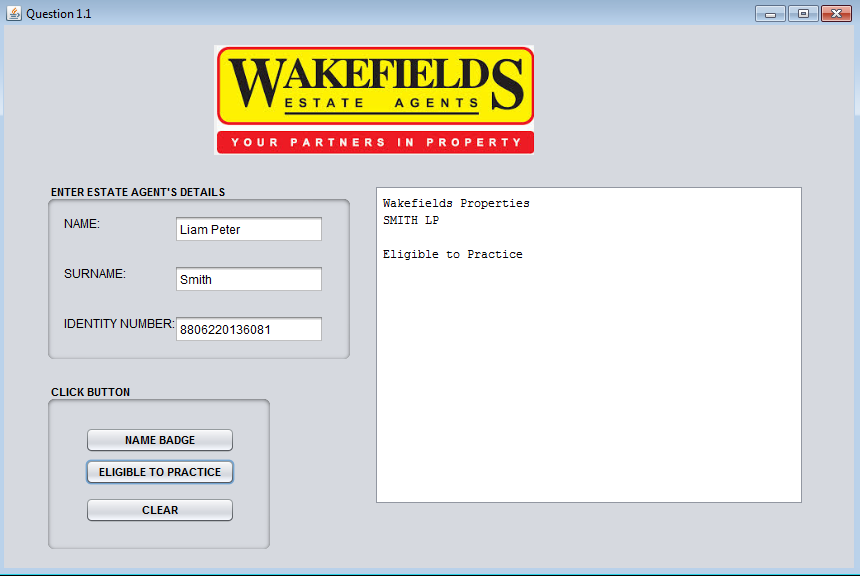 Question 1.1
WAKEFIELDS
ESTATE AGENTS
YOUR PARTNERS IN PROPERTY
ENTER ESTATE AGENT'S DETAILS
NAME: Liam Peter
SURNAME: Smith
IDENTITY NUMBER: 8806220136081
Wakefields Properties
SMITH LP
Eligible to Practice
CLICK BUTTON
NAME BADGE
ELIGIBLE TO PRACTICE
CLEAR